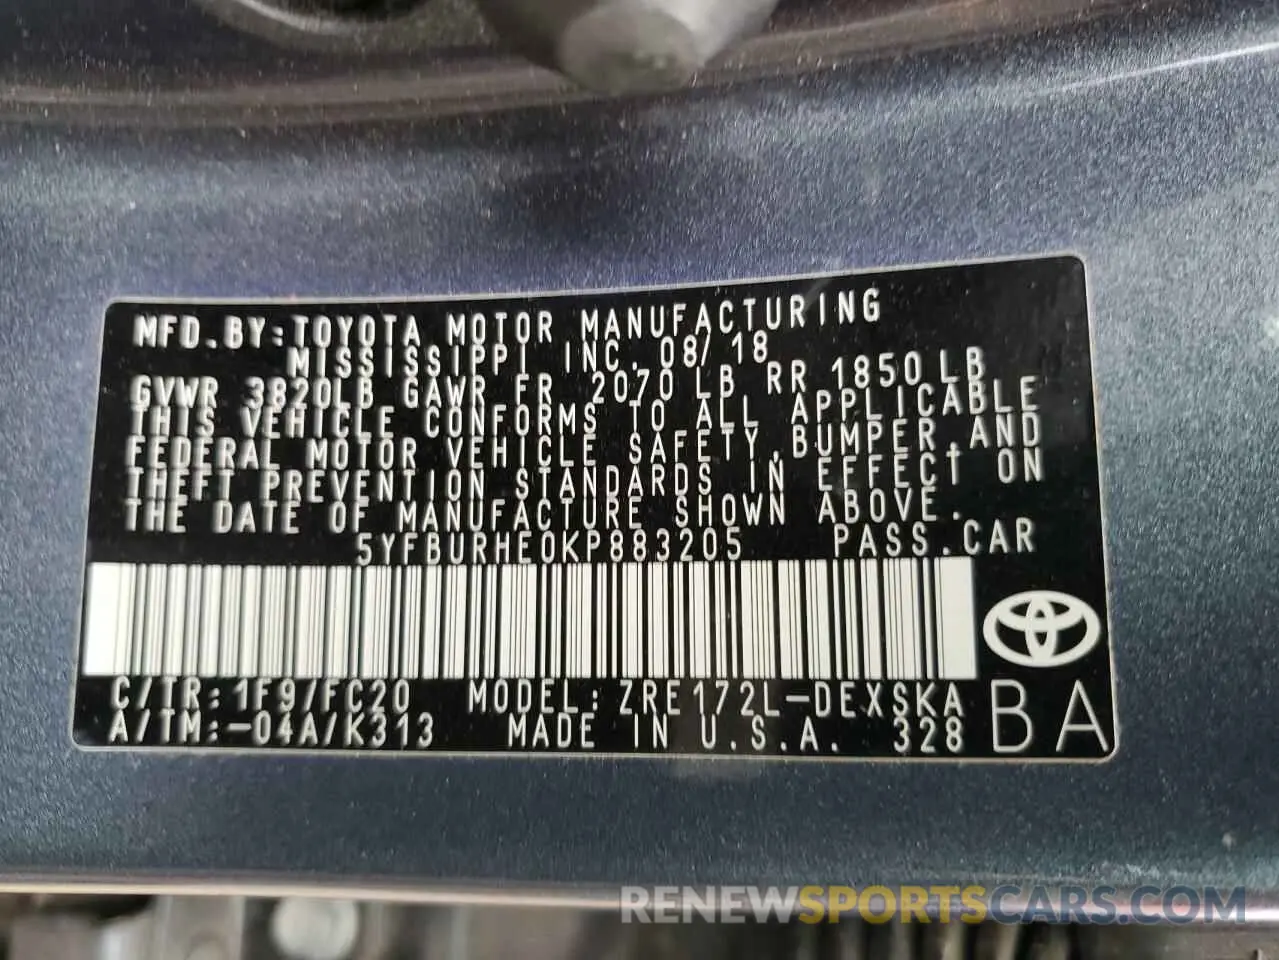 MFD.BY:TOYOTA MOTOR MANUFACTURING
MISSISSIPPI INC. 08/18
GVWR 3820LB GAWR FR 2070LB RR 1850LB
THIS VEHICLE CONFORMS TO ALL APPLICABLE
FEDERAL MOTOR VEHICLE SAFETY,BUMPER,AND
THEFT PREVENTION STANDARDS IN EFFECT ON
THE DATE OF MANUFACTURE SHOWN ABOVE.
5YFBURHE0KP883205 PASS.CAR
C/TR:1F9/FC20 MODEL:ZRE172L-DEXSKA
A/TM:-04A/K313 MADE IN U.S.A. 328
BA
RENEWSPORTSCARS.COM